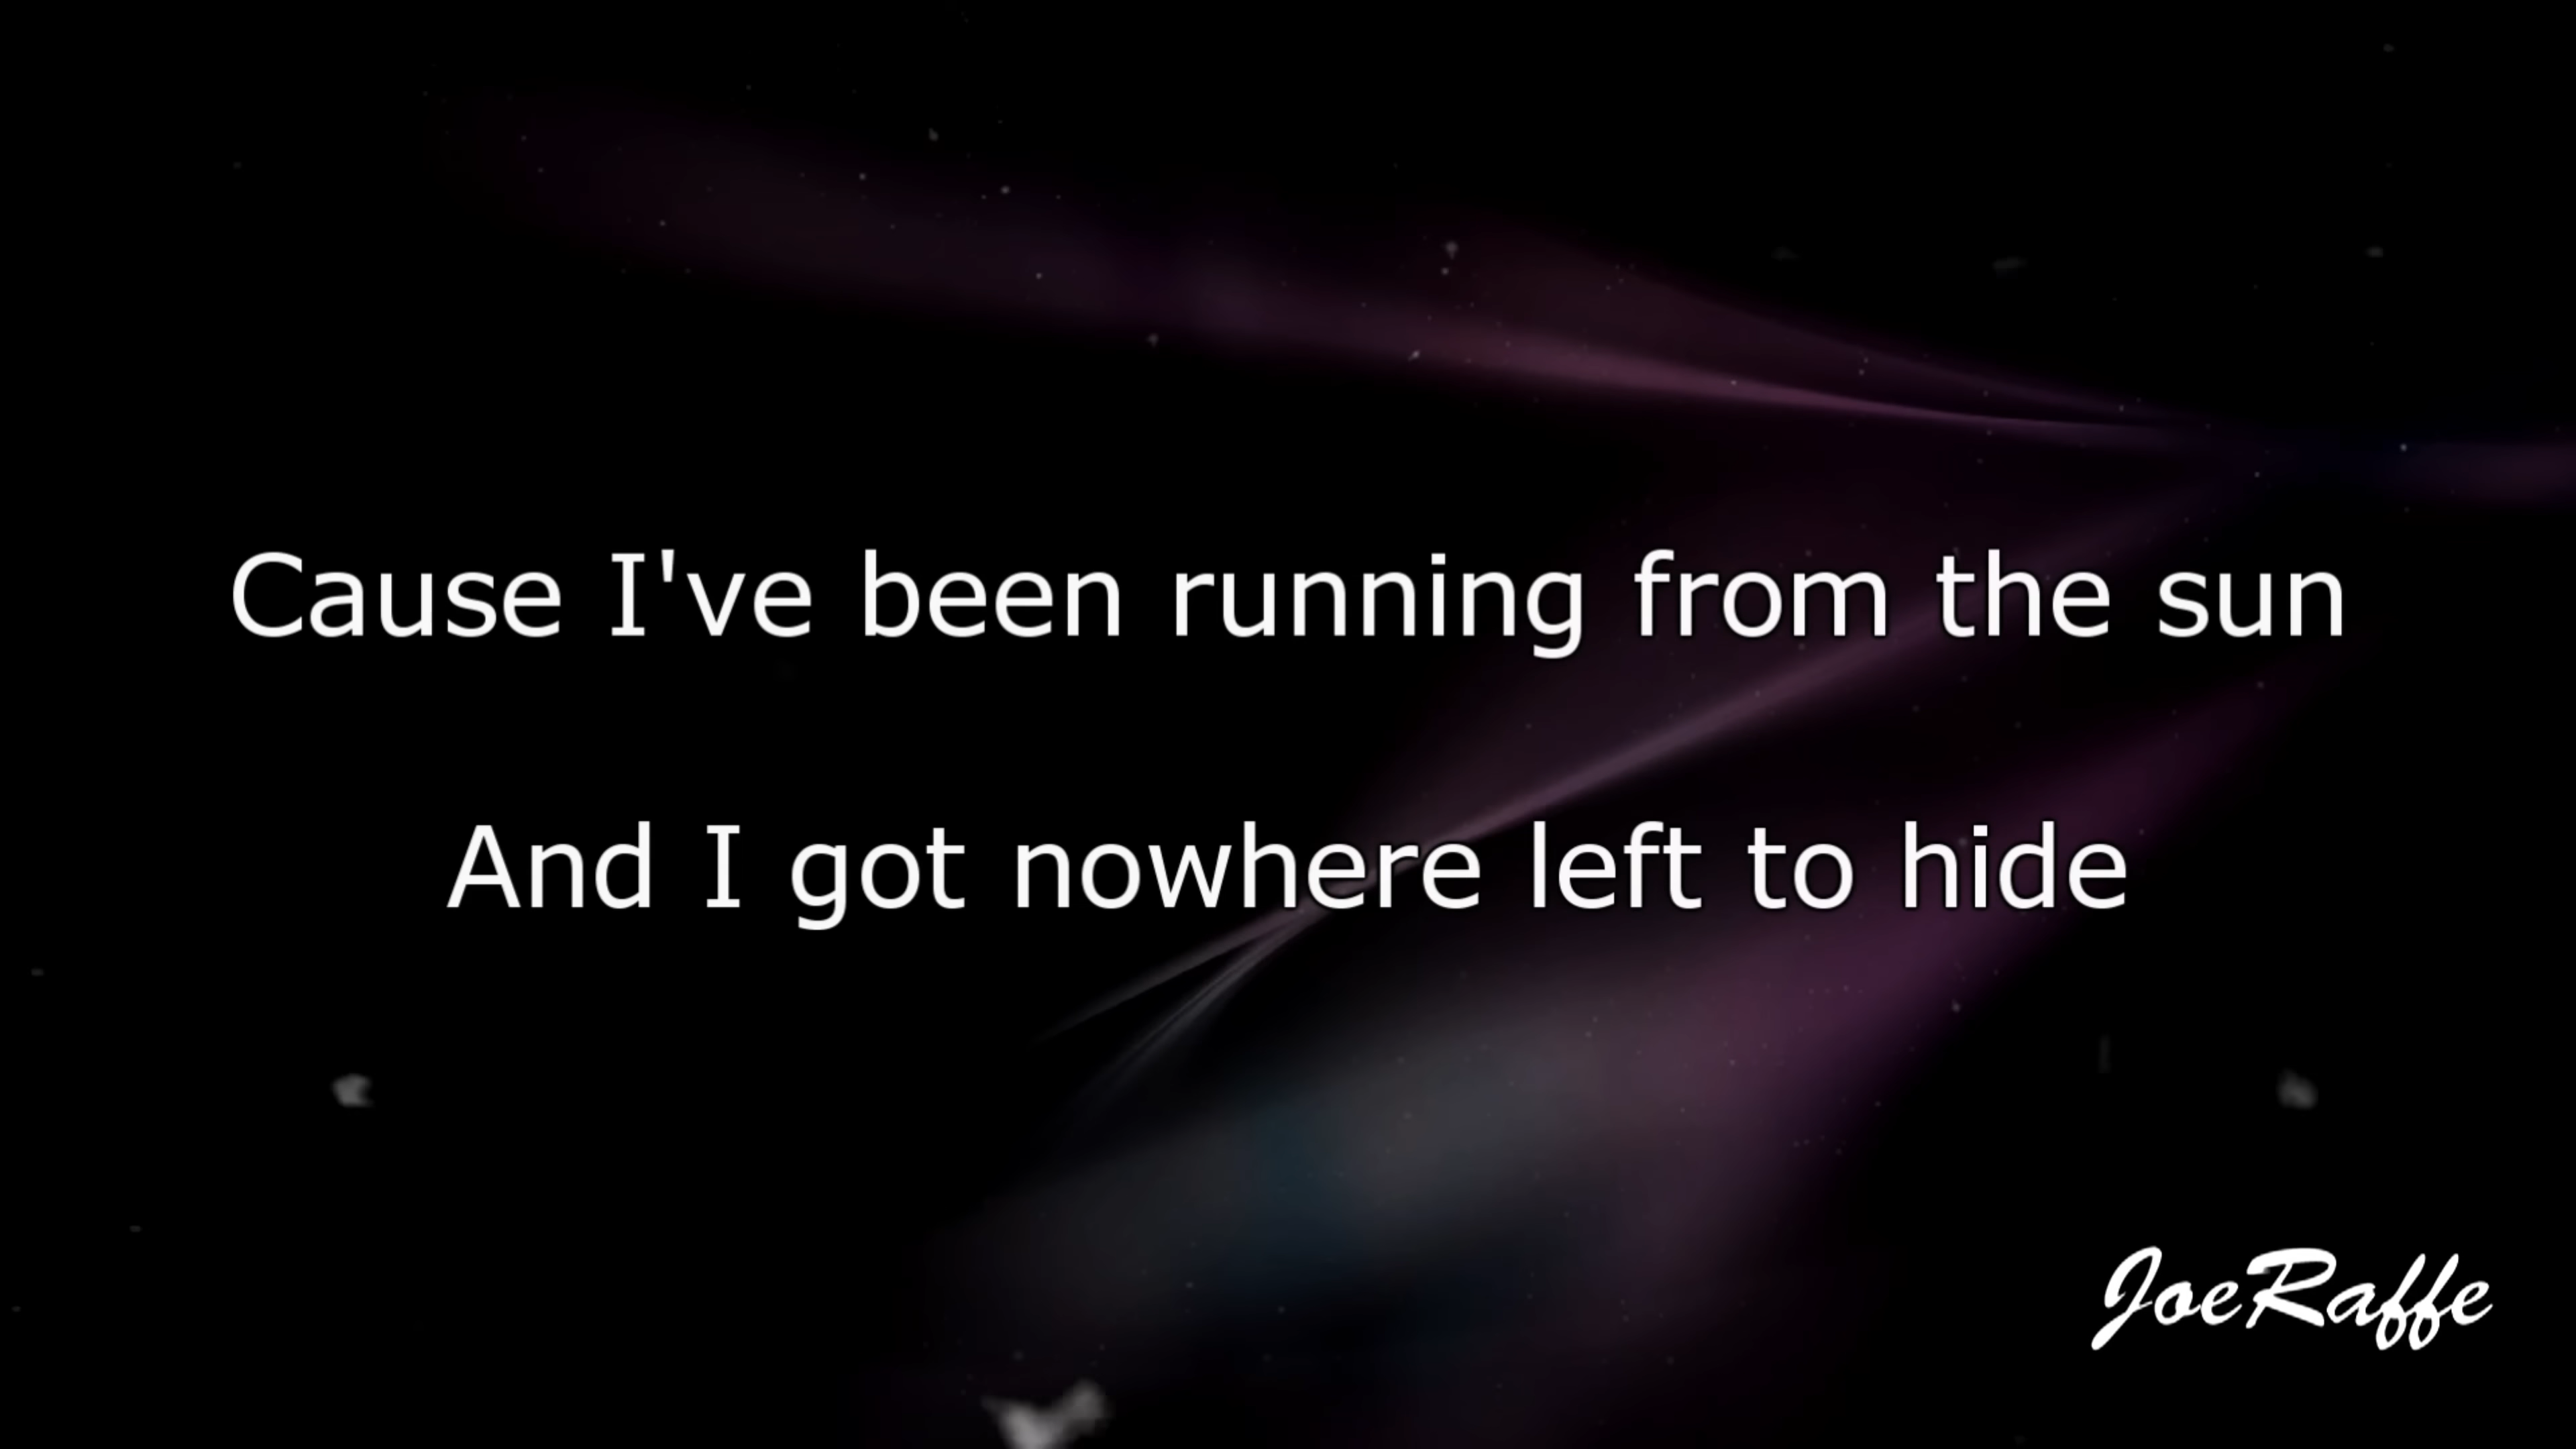 Cause I've been running from the sun
And I got nowhere left to hide
JoeRaffe